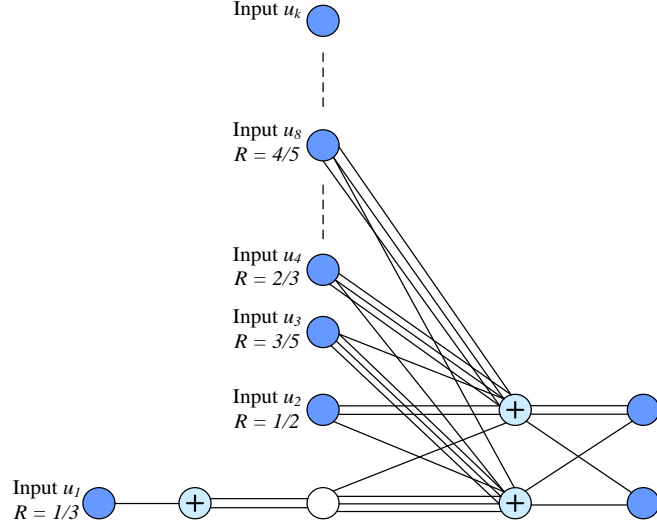 Input u_k
Input u_8
R = 4/5
Input u_4
R = 2/3
Input u_3
R = 3/5
Input u_2
R = 1/2
+
Input u_1
R = 1/3
+
+